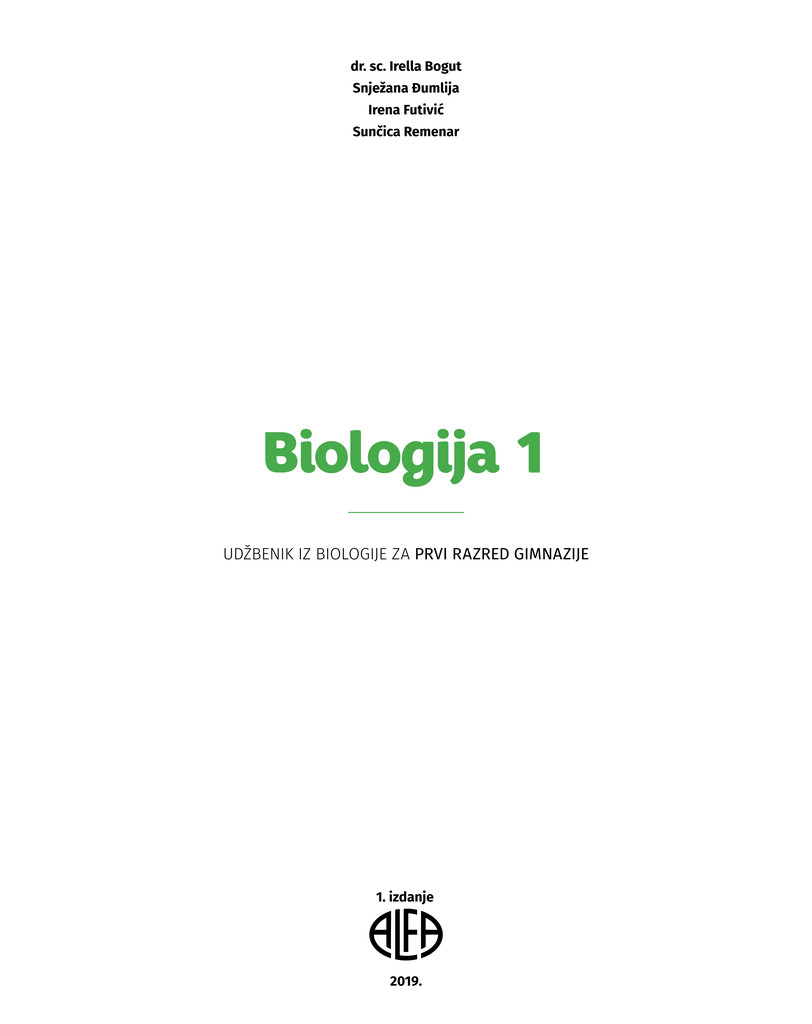 dr. sc. Irella Bogut
Snježana Đumlija
Irena Futivić
Sunčica Remenar
Biologija 1
UDŽBENIK IZ BIOLOGIJE ZA PRVI RAZRED GIMNAZIJE
1. izdanje
ALFA
2019.